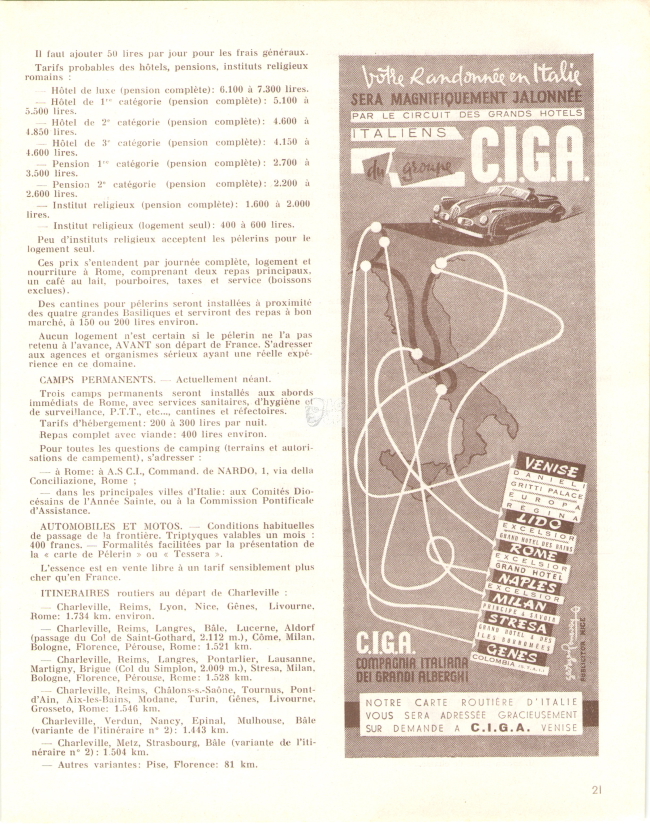 Il faut ajouter 50 lires par jour pour les frais généraux.
Tarifs probables des hôtels, pensions, instituts religieux
romains :
— Hôtel de luxe (pension complète): 6.100 à 7.300 lires.
— Hôtel de 1re catégorie (pension complète): 5.100 à
5.500 lires.
— Hôtel de 2e catégorie (pension complète): 4.600 à
4.850 lires.
— Hôtel de 3e catégorie (pension complète): 4.150 à
4.600 lires.
— Pension 1re catégorie (pension complète): 2.700 à
3.500 lires.
— Pension 2e catégorie (pension complète): 2.200 à
2.600 lires.
— Institut religieux (pension complète): 1.600 à 2.000
lires.
— Institut religieux (logement seul): 400 à 600 lires.
Peu d'instituts religieux acceptent les pélerins pour le
logement seul.
Ces prix s'entendent par journée complète, logement et
nourriture à Rome, comprenant deux repas principaux,
un café au lait, pourboires, taxes et service (boissons
exclues).
Des cantines pour pélerins seront installées à proximité
des quatre grandes Basiliques et serviront des repas à bon
marché, à 150 ou 200 lires environ.
Aucun logement n'est certain si le pélerin ne l'a pas
retenu à l'avance, AVANT son départ de France. S'adresser
aux agences et organismes sérieux ayant une réelle expé-
rience en ce domaine.
CAMPS PERMANENTS. — Actuellement néant.
Trois camps permanents seront installés aux abords
immédiats de Rome, avec services sanitaires, d'hygiène et
de surveillance, P.T.T., etc..., cantines et réfectoires.
Tarifs d'hébergement: 200 à 300 lires par nuit.
Repas complet avec viande: 400 lires environ.
Pour toutes les questions de camping (terrains et autori-
sations de campement), s'adresser :
— à Rome: à A.S C.I., Command. de NARDO, 1, via della
Conciliazione, Rome ;
— dans les principales villes d'Italie: aux Comités Dio-
césains de l'Année Sainte, ou à la Commission Pontificale
d'Assistance.
AUTOMOBILES ET MOTOS. — Conditions habituelles
de passage de la frontière. Triptyques valables un mois :
400 francs. — Formalités facilitées par la présentation de
la « carte de Pélerin » ou « Tessera ».
L'essence est en vente libre à un tarif sensiblement plus
cher qu'en France.
ITINERAIRES routiers au départ de Charleville :
— Charleville, Reims, Lyon, Nice, Gênes, Livourne,
Rome: 1.734 km. environ.
— Charleville, Reims, Langres, Bâle, Lucerne, Aldorf
(passage du Col de Saint-Gothard, 2.112 m.), Côme, Milan,
Bologne, Florence, Pérouse, Rome: 1.521 km.
— Charleville, Reims, Langres, Pontarlier, Lausanne,
Martigny, Brigue (Col du Simplon, 2.009 m.), Stresa, Milan,
Bologne, Florence, Pérouse, Rome: 1.528 km.
— Charleville, Reims, Châlons-s.-Saône, Tournus, Pont-
d'Ain, Aix-les-Bains, Modane, Turin, Gênes, Livourne,
Grosseto, Rome: 1.546 km.
Charleville, Verdun, Nancy, Epinal, Mulhouse, Bâle
(variante de l'itinéraire n° 2): 1.443 km.
— Charleville, Metz, Strasbourg, Bâle (variante de l'iti-
néraire n° 2): 1 504 km.
— Autres variantes: Pise, Florence: 81 km.
Votre Randonnée en Italie
SERA MAGNIFIQUEMENT JALONNÉE
PAR LE CIRCUIT DES GRANDS HOTELS
ITALIENS
du groupe
C.I.G.A.
VENISE
DANIELI
GRITTI PALACE
EUROPA
REGINA
LIDO
EXCELSIOR
GRAND HOTEL DES BAINS
ROME
EXCELSIOR
GRAND HOTEL
NAPLES
EXCELSIOR
MILAN
PRINCIPE & SAVOIE
STRESA
GRAND HOTEL & DES
ILES BORROMÉES
GÊNES
COLOMBIA
PUBLICITOR NICE
C.I.G.A.
COMPAGNIA ITALIANA
DEI GRANDI ALBERGHI
NOTRE CARTE ROUTIÈRE D'ITALIE
VOUS SERA ADRESSÉE GRACIEUSEMENT
SUR DEMANDE A C.I.G.A. VENISE
21